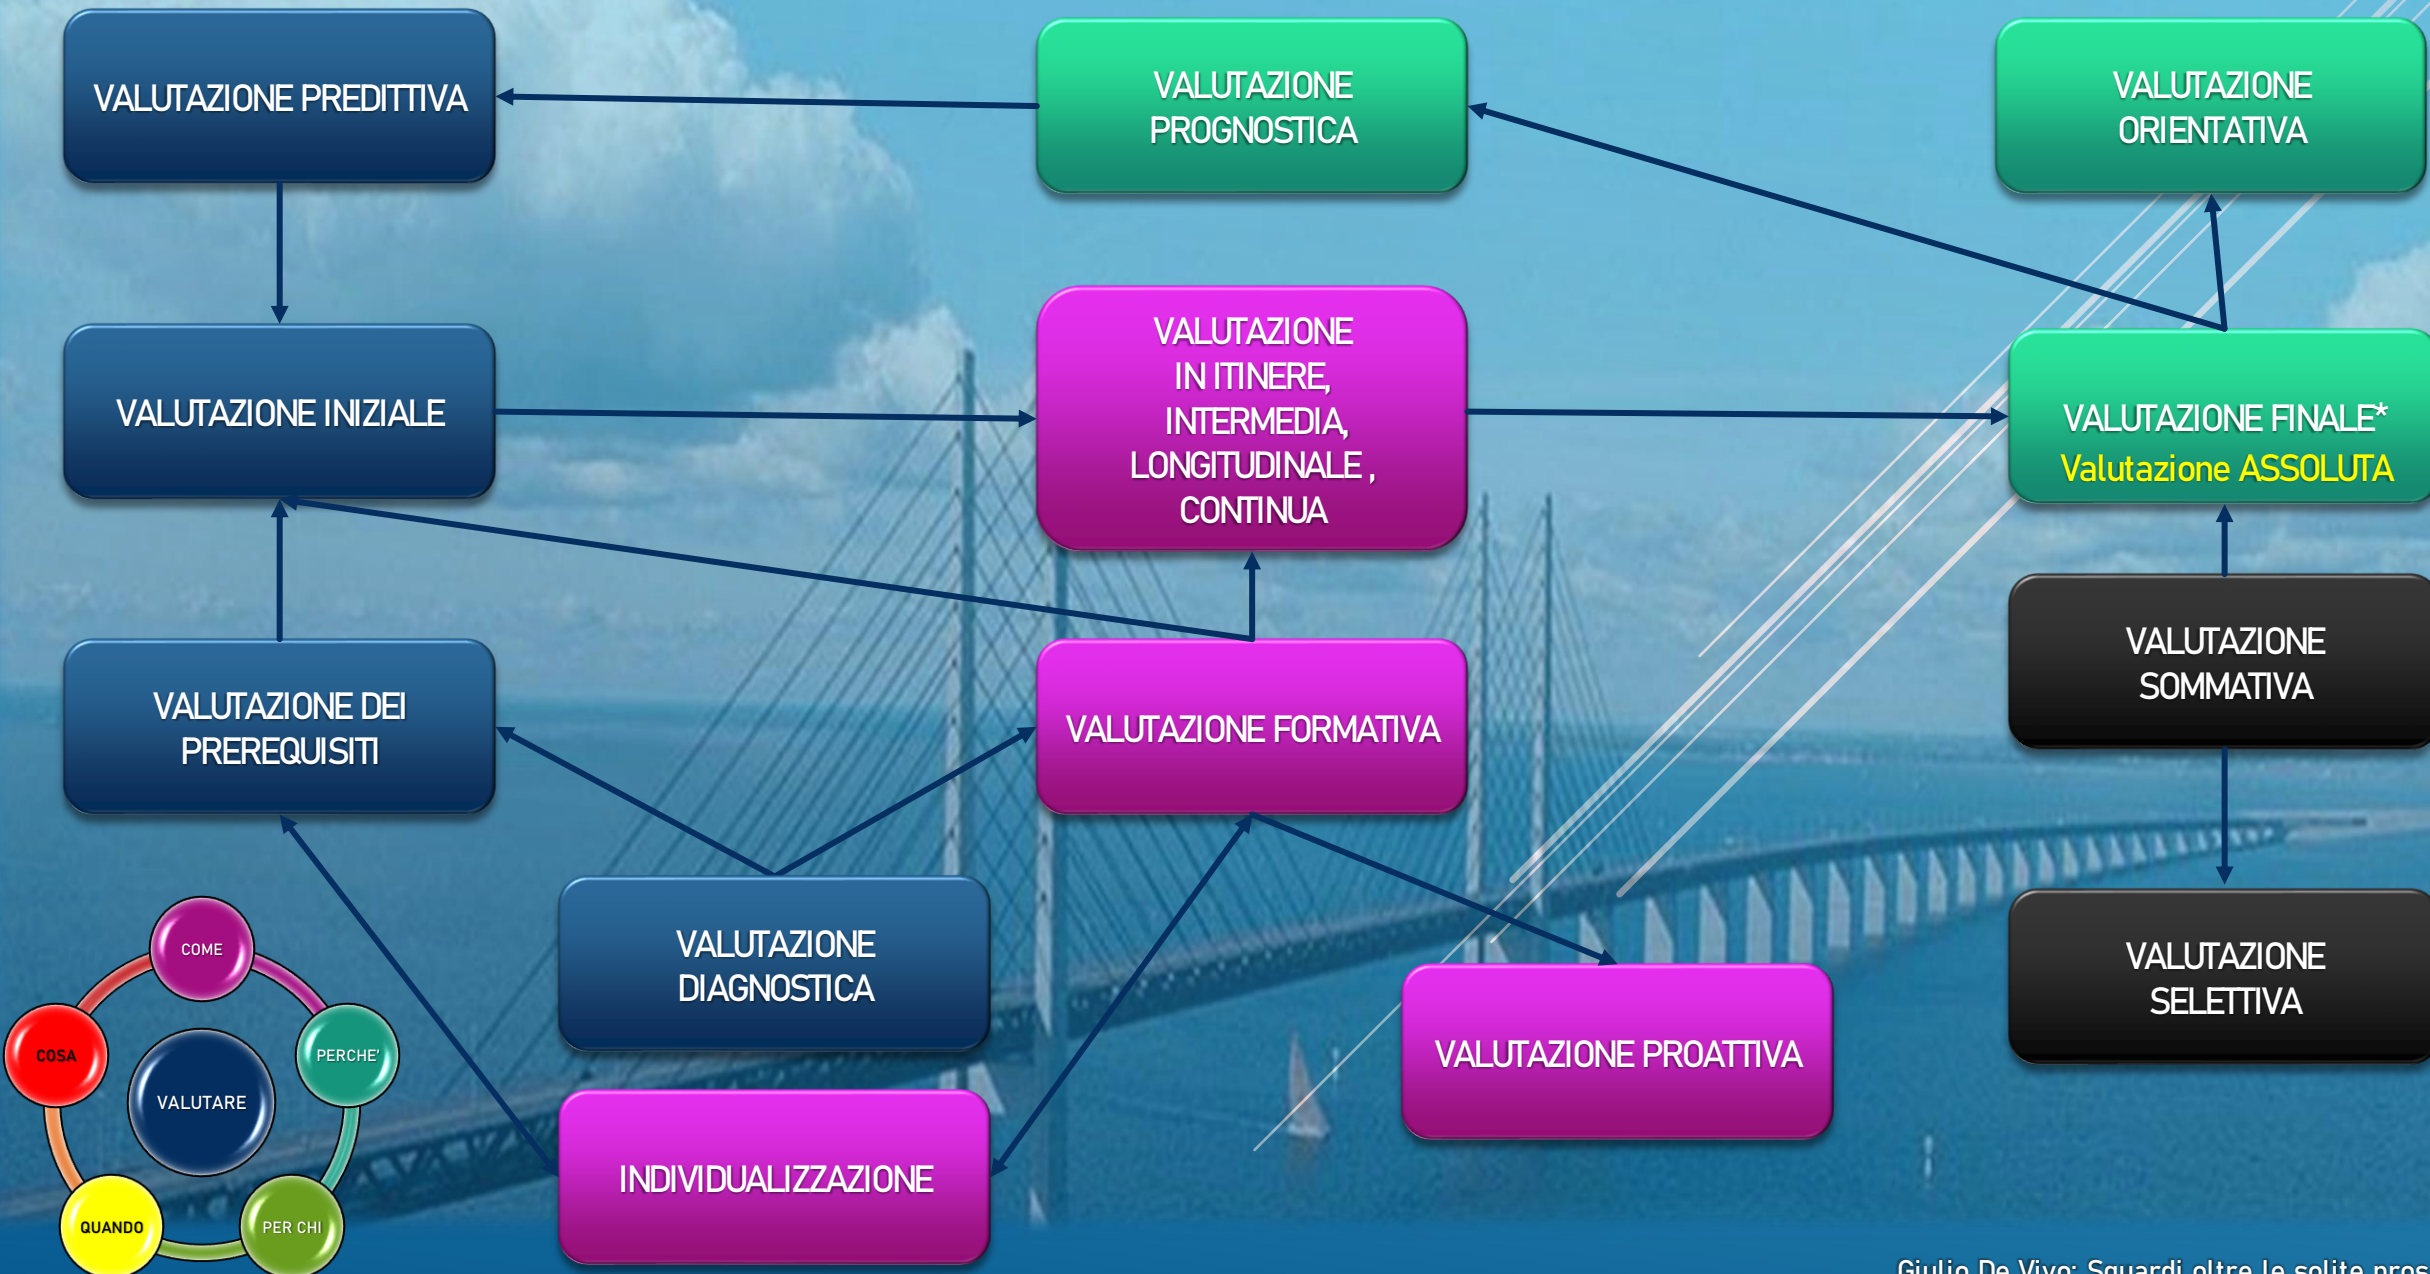 VALUTAZIONE PREDITTIVA
VALUTAZIONE
PROGNOSTICA
VALUTAZIONE
ORIENTATIVA
VALUTAZIONE INIZIALE
VALUTAZIONE
IN ITINERE,
INTERMEDIA,
LONGITUDINALE ,
CONTINUA
VALUTAZIONE FINALE*
Valutazione ASSOLUTA
VALUTAZIONE DEI
PREREQUISITI
VALUTAZIONE FORMATIVA
VALUTAZIONE
SOMMATIVA
VALUTAZIONE
DIAGNOSTICA
VALUTAZIONE PROATTIVA
VALUTAZIONE
SELETTIVA
INDIVIDUALIZZAZIONE
COME
COSA
PERCHE'
VALUTARE
QUANDO
PER CHI
Giulio De Vivo: Sguardi oltre le solite